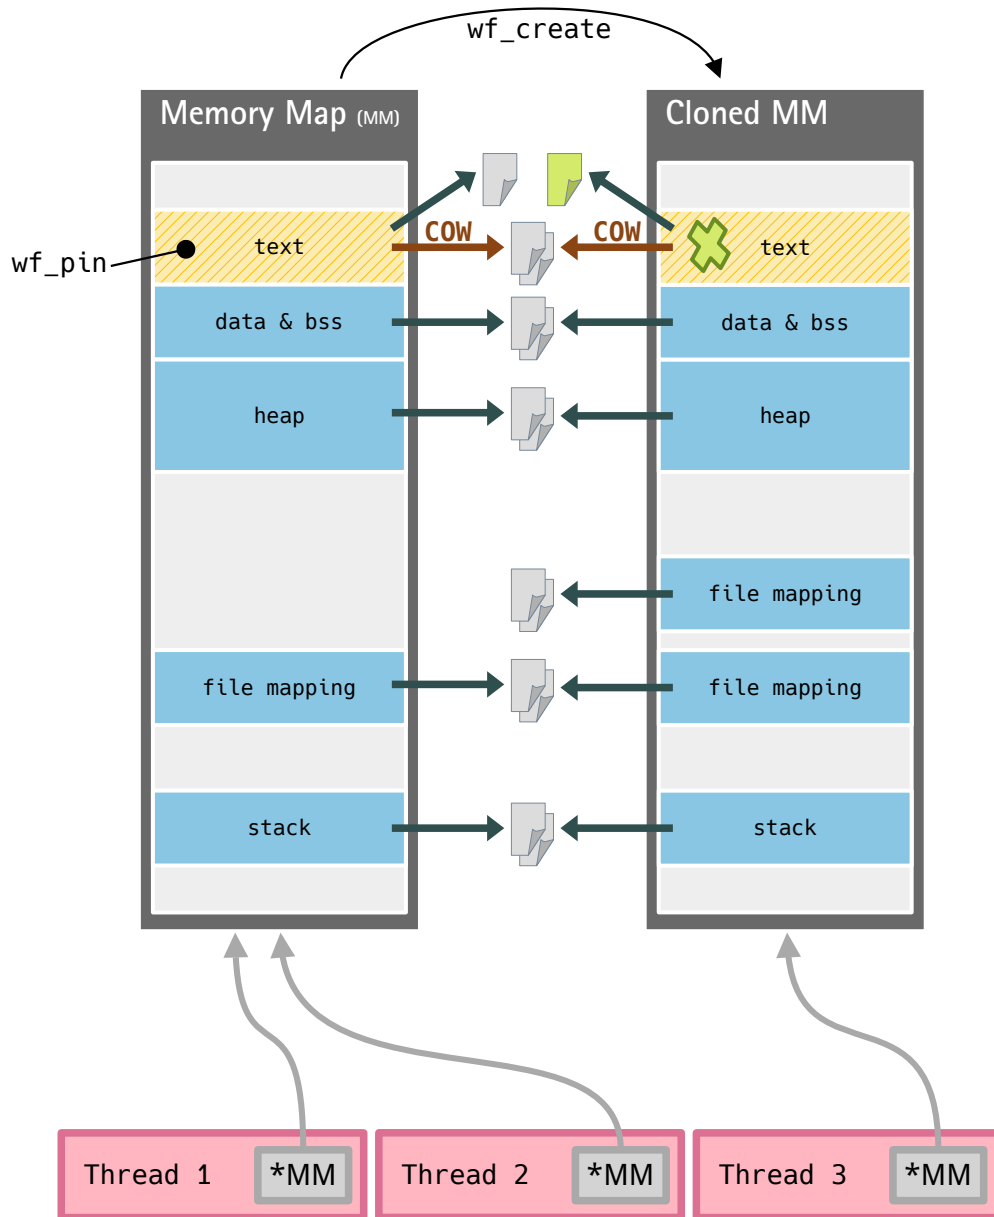 wf_create
Memory Map (MM)
Cloned MM
COW
COW
text
text
wf_pin
data & bss
data & bss
heap
heap
file mapping
file mapping
file mapping
stack
stack
Thread 1
*MM
Thread 2
*MM
Thread 3
*MM